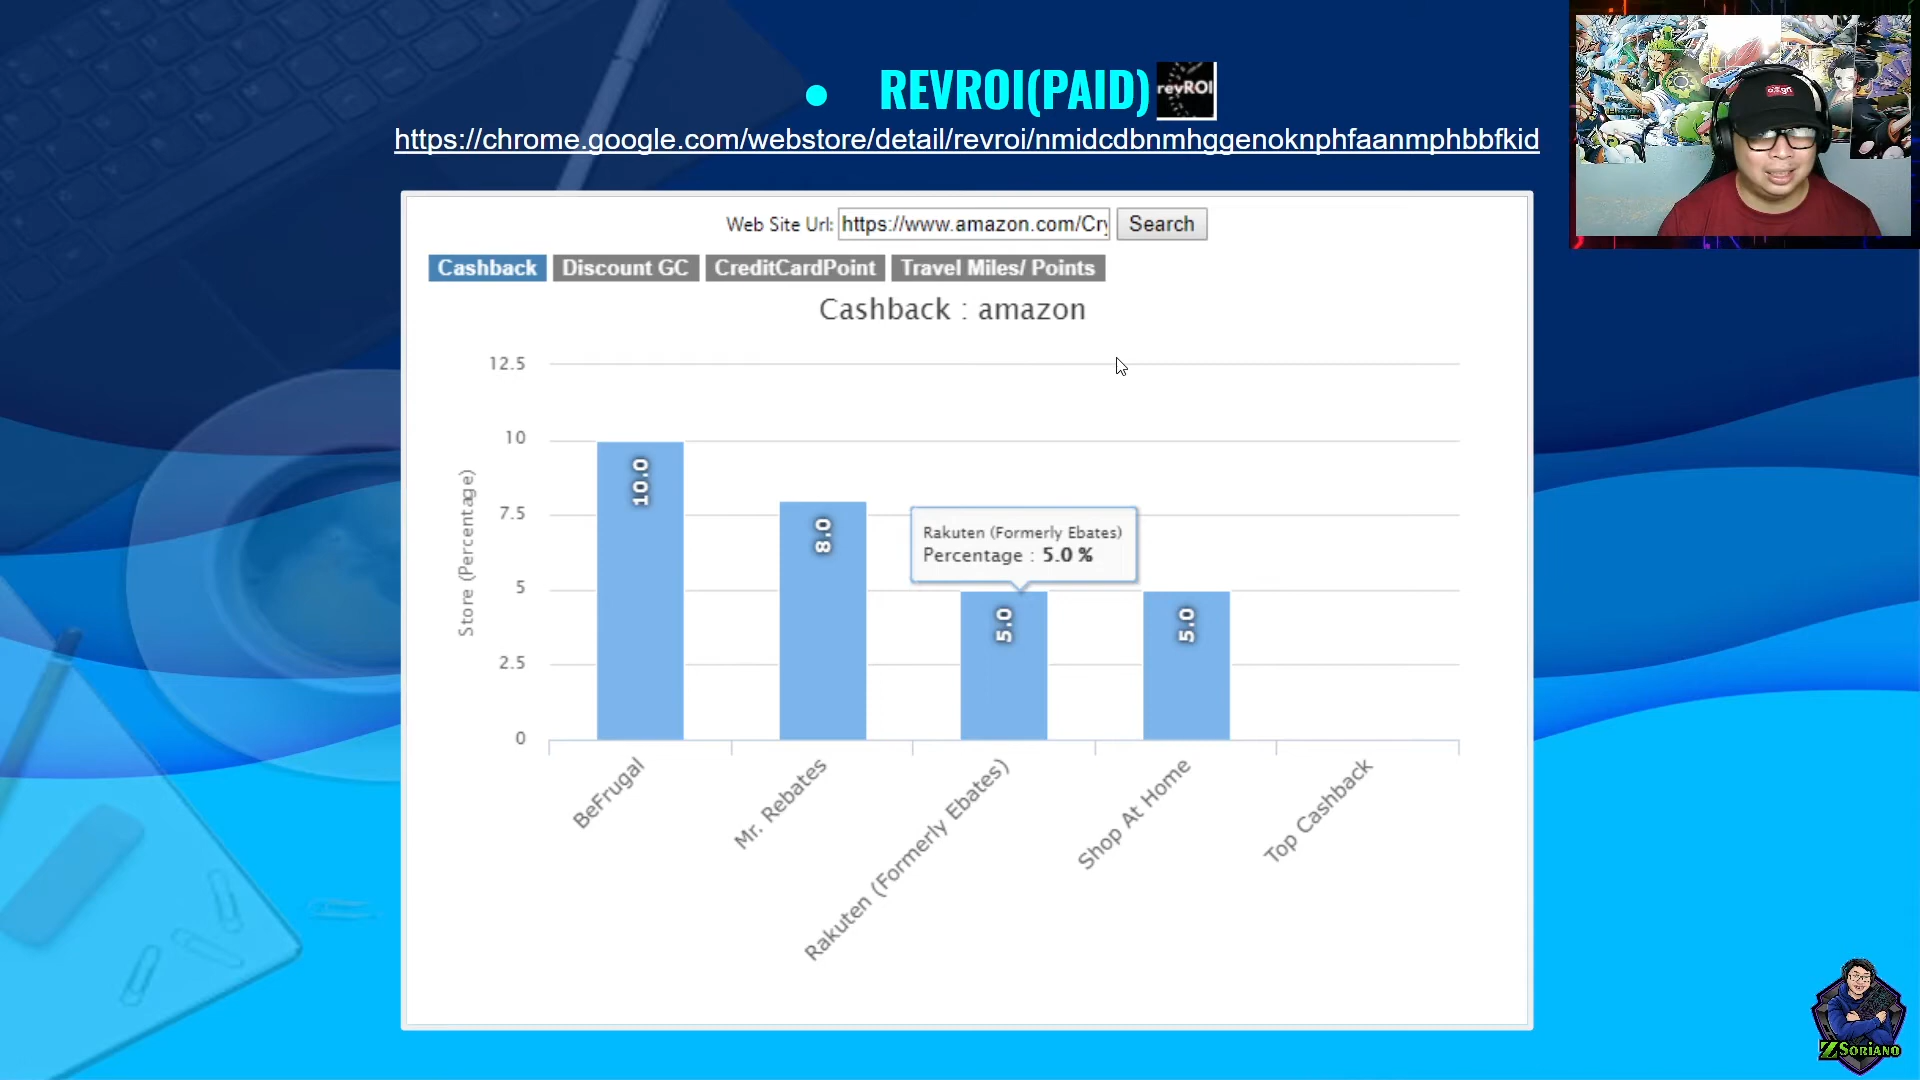 REVROI(PAID)
revROI
https://chrome.google.com/webstore/detail/revroi/nmidcdbnmhggenoknphfaanmphbbfkid
Web Site Url: https://www.amazon.com/Cry Search
Cashback Discount GC CreditCardPoint Travel Miles/ Points
Cashback : amazon
12.5
10
7.5
5
2.5
0
Store (Percentage)
10.0
8.0
5.0
5.0
Rakuten (Formerly Ebates)
Percentage : 5.0 %
BeFrugal
Mr. Rebates
Rakuten (Formerly Ebates)
Shop At Home
Top Cashback
ZSORIANO